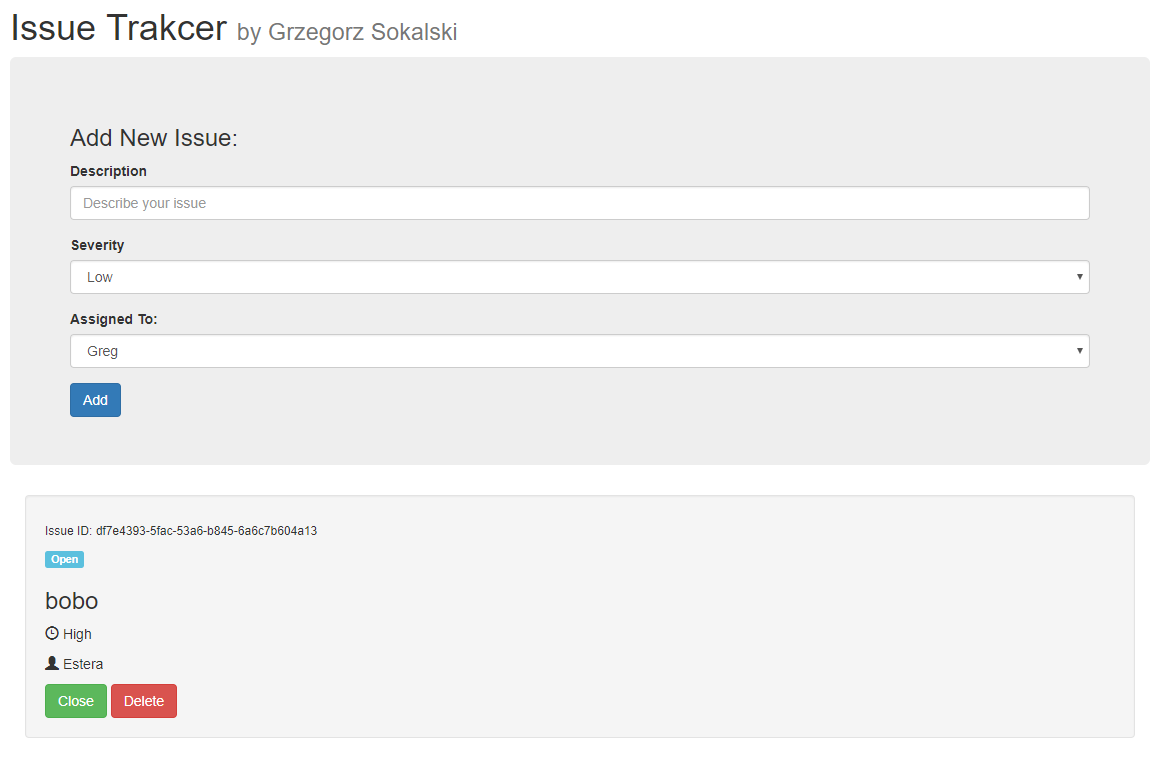 Issue Trakcer by Grzegorz Sokalski
Add New Issue:
Description
Describe your issue
Severity
Low
Assigned To:
Greg
Add
Issue ID: df7e4393-5fac-53a6-b845-6a6c7b604a13
Open
bobo
High
Estera
Close Delete